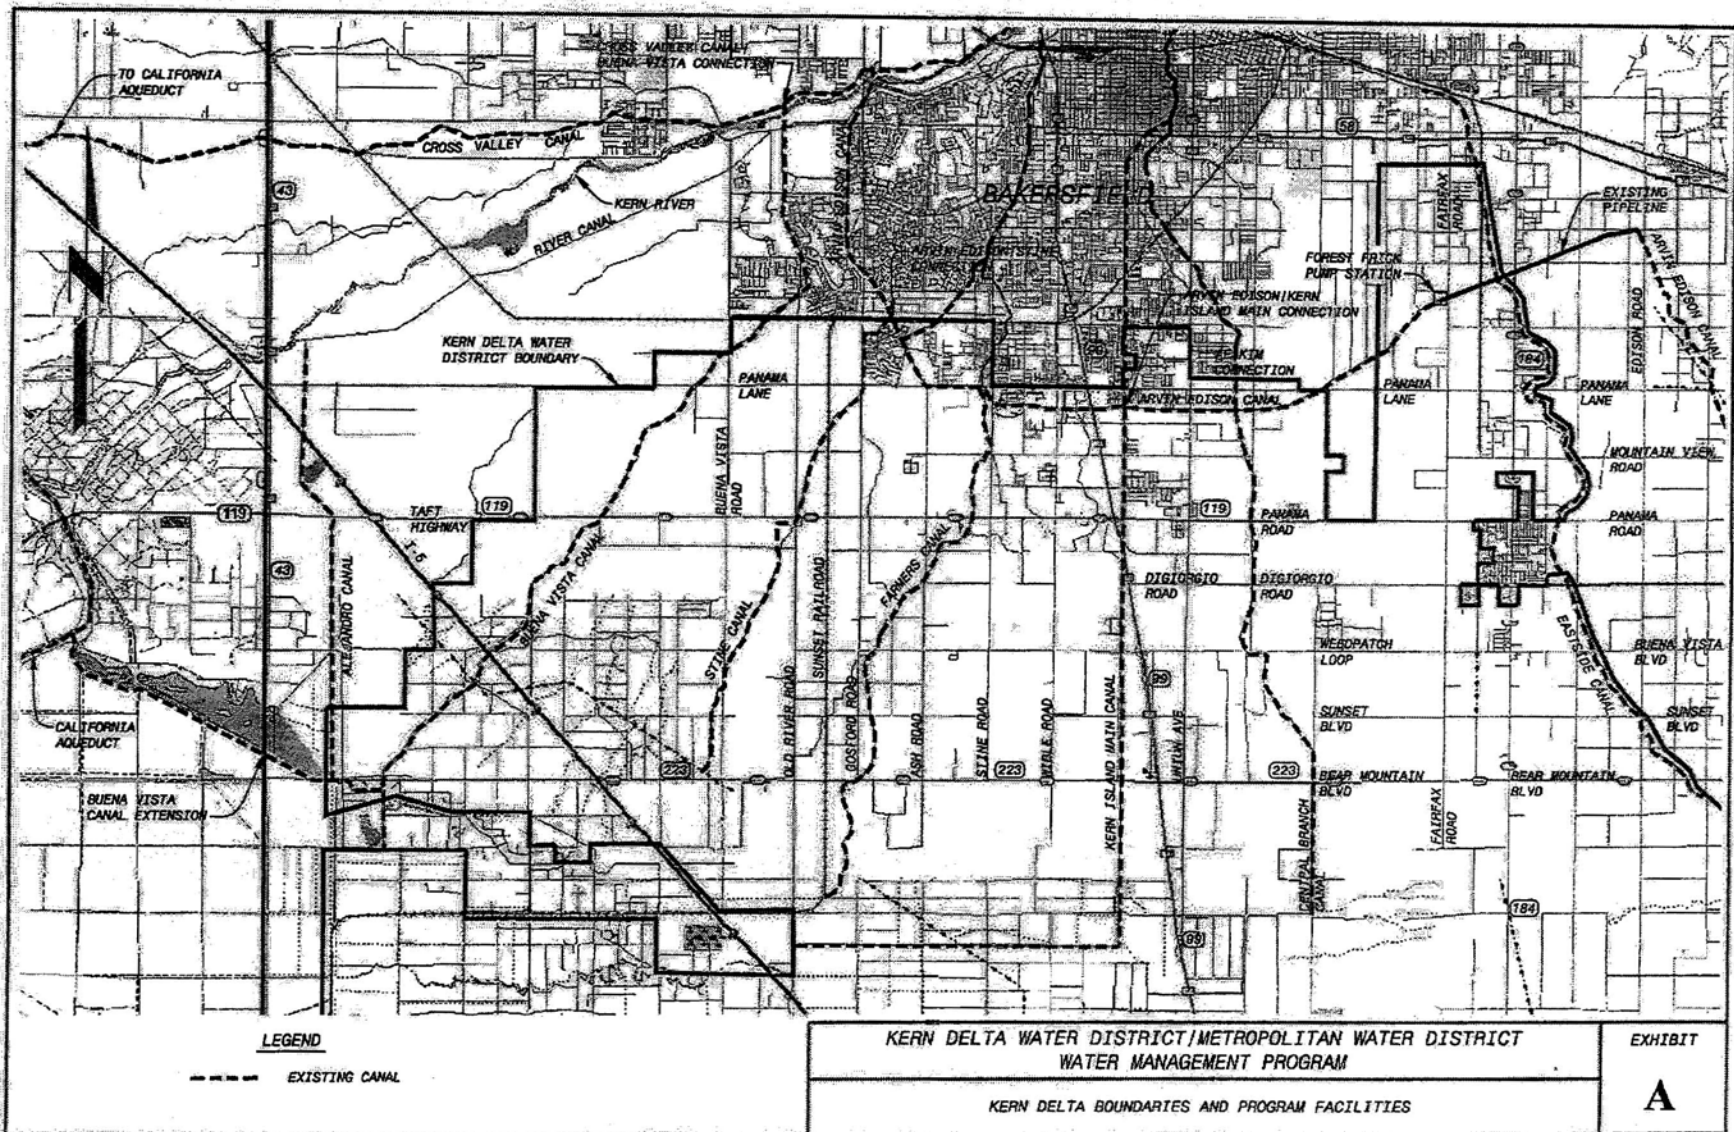 CROSS VALLEY CANAL/
BUENA VISTA CONNECTION
TO CALIFORNIA
AQUEDUCT
CROSS VALLEY CANAL
58
43
KERN RIVER
RIVER CANAL
ARVIN EDISON CANAL
BAKERSFIELD
FAIRFAX
ROAD
EXISTING
PIPELINE
FOREST FRICK
PUMP STATION
ARVIN EDISON CANAL
ARVIN EDISON/KERN
ISLAND MAIN CONNECTION
KERN DELTA WATER
DISTRICT BOUNDARY
EDISON ROAD
184
CONNECTION
PANAMA
LANE
ARVIN EDISON CANAL
PANAMA
LANE
PANAMA
LANE
MOUNTAIN VIEW
ROAD
BUENA VISTA
ROAD
119
TAFT
HIGHWAY
119
119
PANAMA
ROAD
PANAMA
ROAD
I-5
43
ALEJANDRO CANAL
BUENA VISTA CANAL
STINE CANAL
FARMERS CANAL
SUNSET RAILROAD
DIGIORGIO
ROAD
DIGIORGIO
ROAD
WEEDPATCH
LOOP
EASTSIDE CANAL
BUENA VISTA
BLVD
CALIFORNIA
AQUEDUCT
99
SUNSET
BLVD
SUNSET
BLVD
OLD RIVER ROAD
GOSFORD ROAD
ASH ROAD
STINE ROAD
WIBLE ROAD
KERN ISLAND MAIN CANAL
UNION AVE
223
223
223
BEAR MOUNTAIN
BLVD
BEAR MOUNTAIN
BLVD
BUENA VISTA
CANAL EXTENSION
CENTRAL BRANCH
CANAL
FAIRFAX
ROAD
184
99
LEGEND
EXISTING CANAL
KERN DELTA WATER DISTRICT/METROPOLITAN WATER DISTRICT
WATER MANAGEMENT PROGRAM
KERN DELTA BOUNDARIES AND PROGRAM FACILITIES
EXHIBIT
A